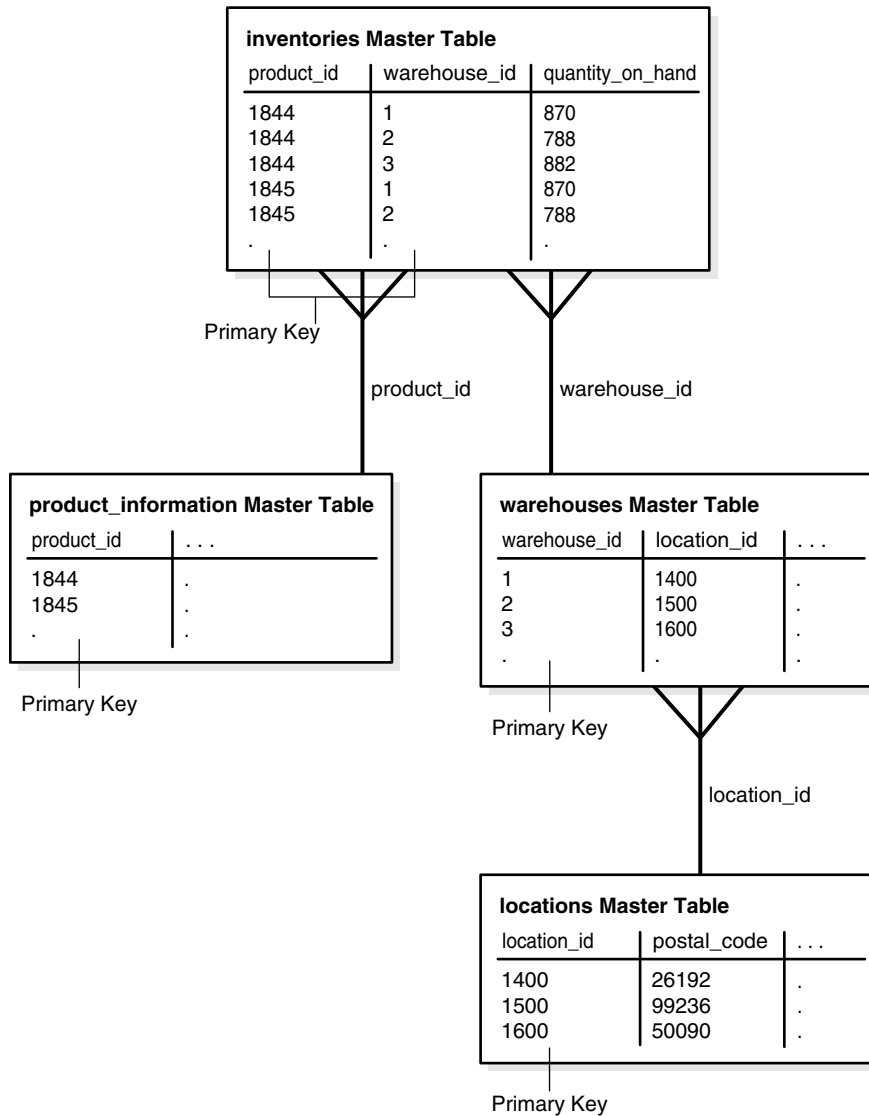 inventories Master Table
product_id warehouse_id quantity_on_hand
1844 1 870
1844 2 788
1844 3 882
1845 1 870
1845 2 788
. . .
Primary Key
product_id warehouse_id
product_information Master Table
product_id . . .
1844 .
1845 .
. .
Primary Key
warehouses Master Table
warehouse_id location_id . . .
1 1400 .
2 1500 .
3 1600 .
. . .
Primary Key
location_id
locations Master Table
location_id postal_code . . .
1400 26192 .
1500 99236 .
1600 50090 .
Primary Key